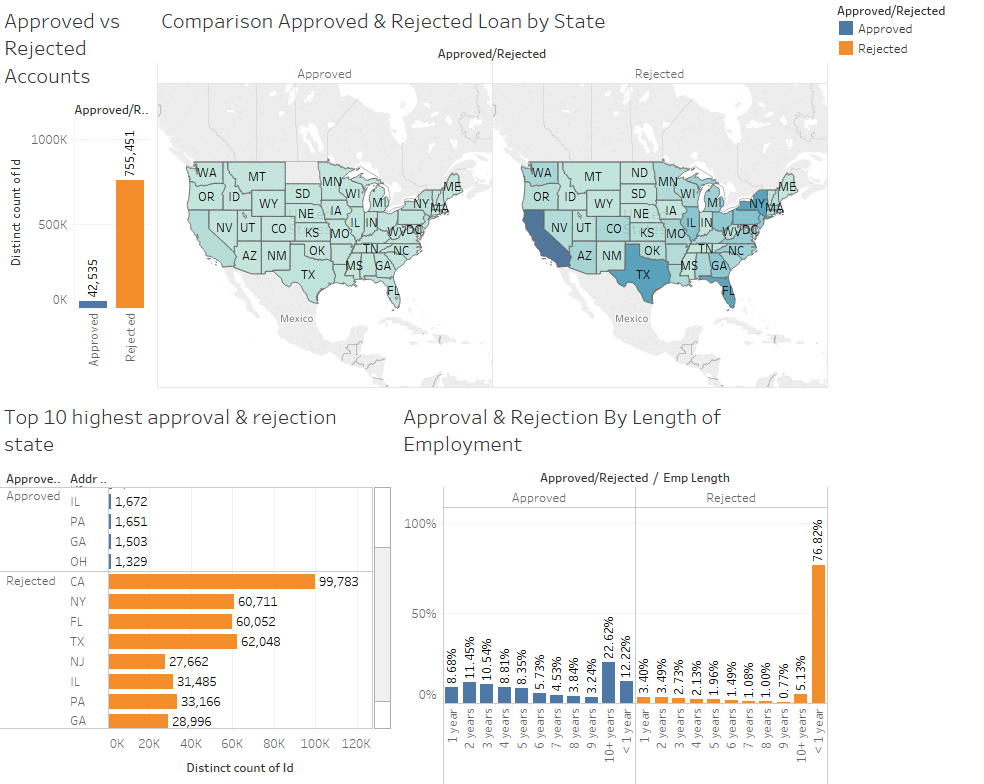 Approved vs
Rejected
Accounts
Comparison Approved & Rejected Loan by State
Approved/Rejected
Approved
Rejected
Approved/R..
Distinct count of Id
1000K
500K
0K
42,535
755,451
Approved
Rejected
Approved/Rejected
Approved
WA
MT
OR
ID
WY
SD
NE
MN
WI
MI
IA
IL
IN
NY
MA
ME
NV
UT
CO
KS
MO
WV
DC
AZ
NM
OK
TN
NC
TX
MS
GA
FL
Mexico
Rejected
WA
MT
ND
OR
ID
WY
SD
NE
MN
WI
MI
IA
IL
IN
NY
MA
ME
NV
UT
CO
KS
MO
WV
DC
AZ
NM
OK
TN
NC
TX
MS
GA
FL
Mexico
Top 10 highest approval & rejection
state
Approve.. Addr ..
Approved
IL 1,672
PA 1,651
GA 1,503
OH 1,329
Rejected CA 99,783
NY 60,711
FL 60,052
TX 62,048
NJ 27,662
IL 31,485
PA 33,166
GA 28,996
0K 20K 40K 60K 80K 100K 120K
Distinct count of Id
Approval & Rejection By Length of
Employment
Approved/Rejected / Emp Length
Approved
Rejected
100%
50%
0%
8.68%
11.45%
10.54%
8.81%
8.35%
5.73%
4.53%
3.84%
3.24%
22.62%
12.22%
3.40%
3.49%
2.73%
2.13%
1.96%
1.49%
1.08%
1.00%
0.77%
5.13%
76.82%
1 year
2 years
3 years
4 years
5 years
6 years
7 years
8 years
9 years
10+ years
< 1 year
1 year
2 years
3 years
4 years
5 years
6 years
7 years
8 years
9 years
10+ years
< 1 year